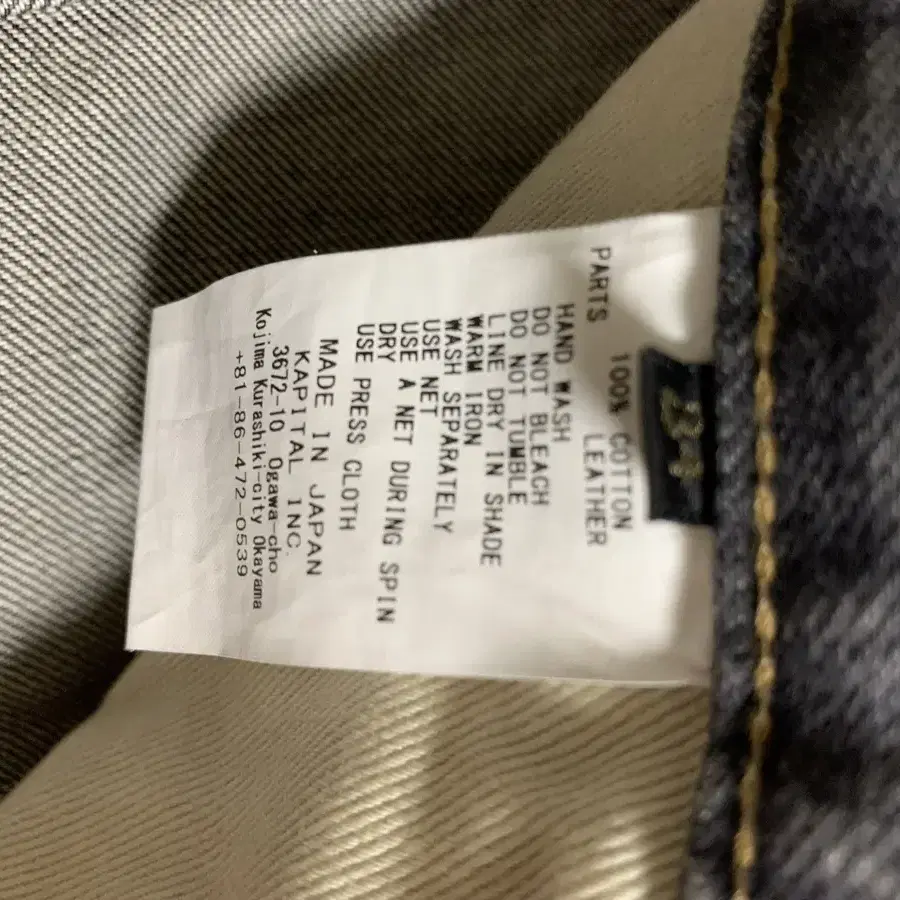 100% COTTON
PARTS LEATHER
HAND WASH
DO NOT BLEACH
DO NOT TUMBLE
LINE DRY IN SHADE
WARM IRON
WASH SEPARATELY
USE NET
USE A NET DURING SPIN
DRY
USE PRESS CLOTH
MADE IN JAPAN
KAPITAL INC.
3672-10 Ogawa-cho
Kojima Kurashiki-city Okayama
+81-86-472-0539